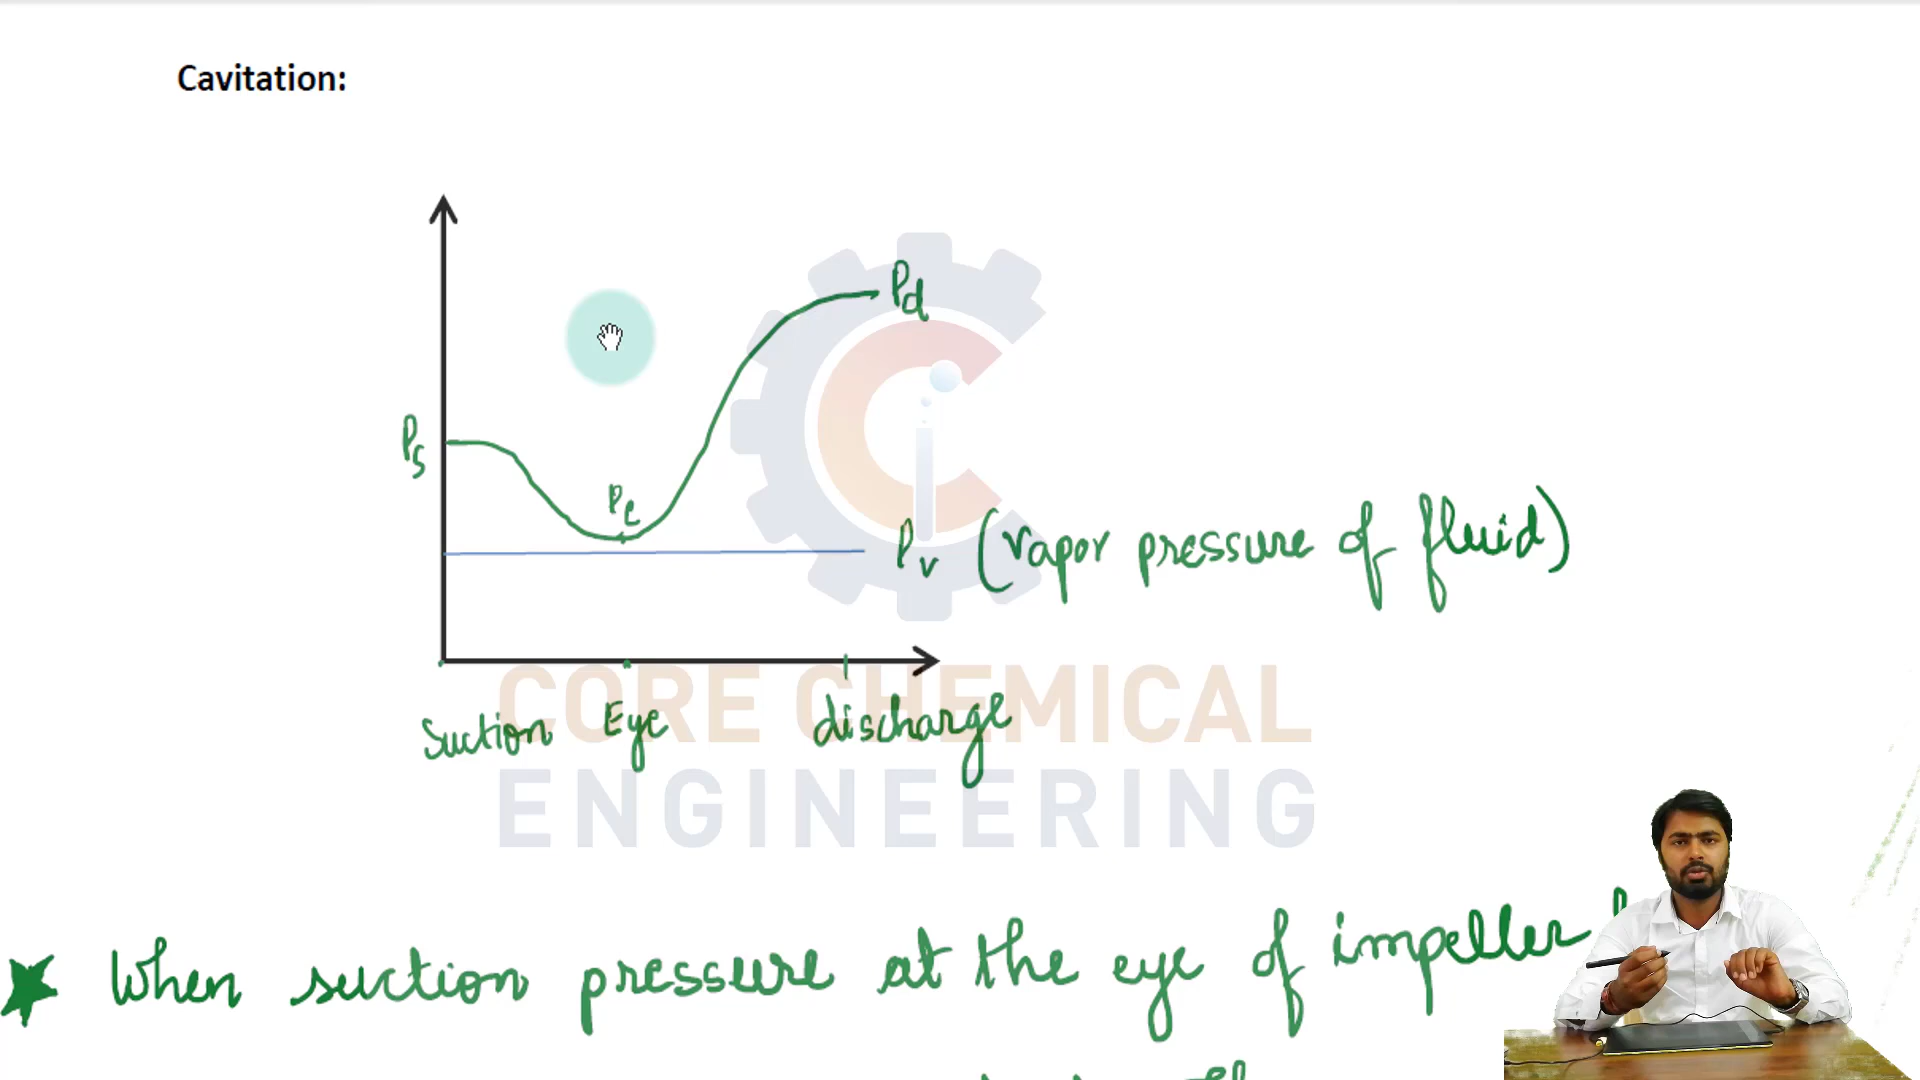 Cavitation:
Pd
Ps
Pe
Pv (vapor pressure of fluid)
Suction Eye discharge
CORE CHEMICAL
ENGINEERING
★ When suction pressure at the eye of impeller